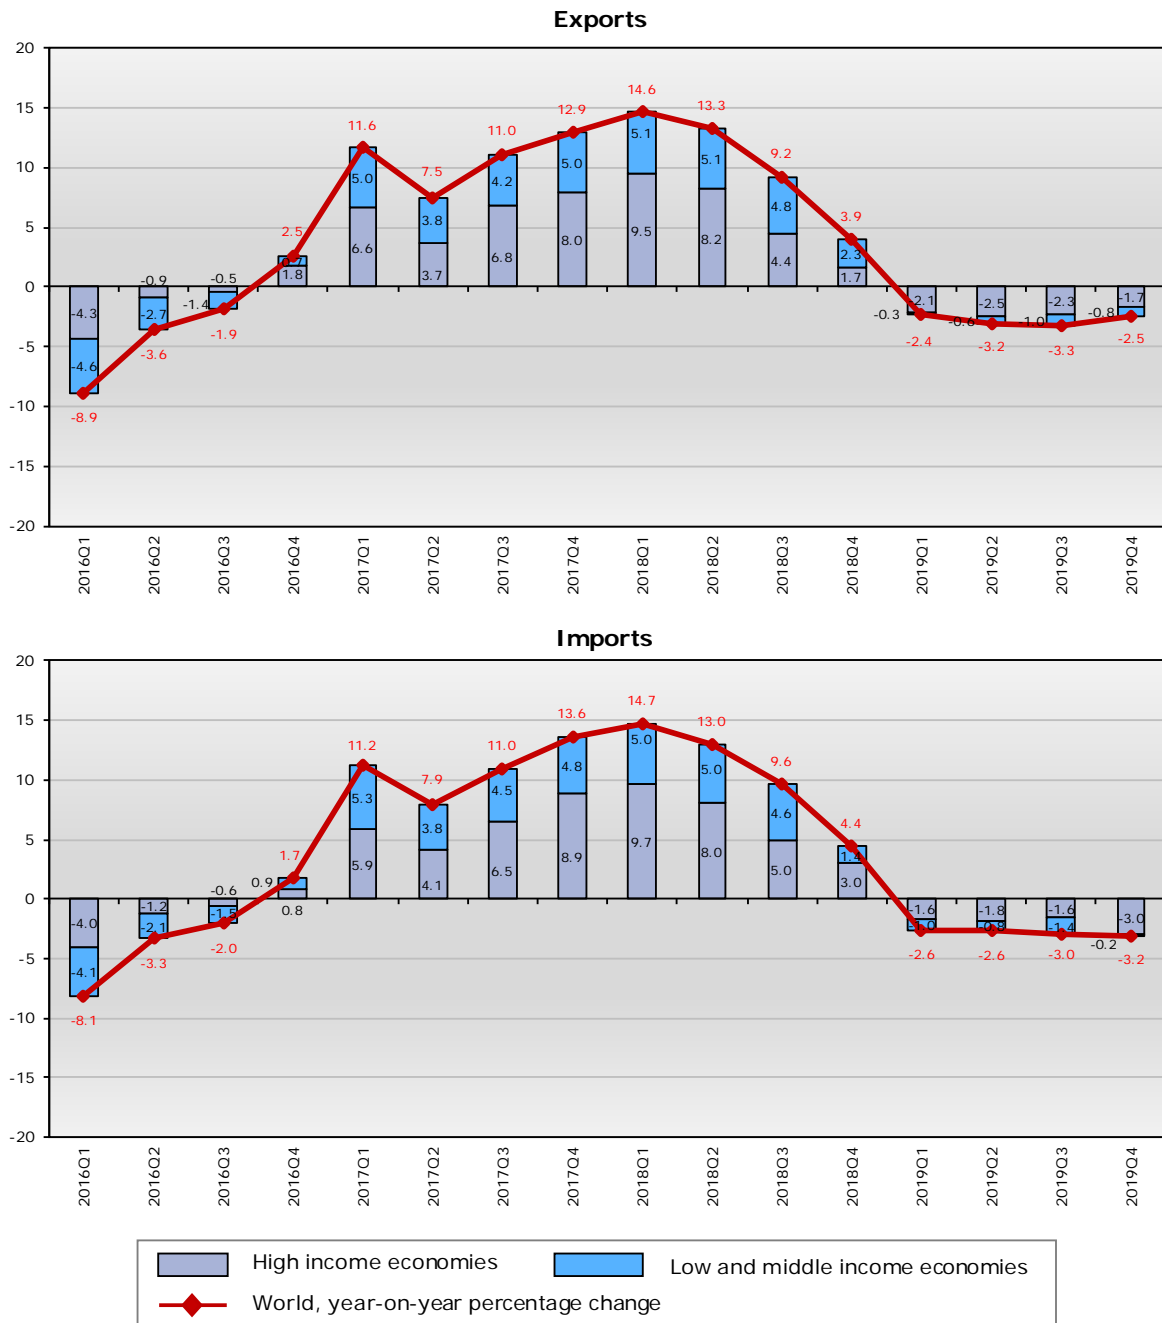 Exports
20
15
10
5
0
-5
-10
-15
-20
14.6
13.3
12.9
11.6
11.0
9.2
7.5
3.9
2.5
5.0 3.8 4.2 5.0 5.1 5.1 4.8 2.3
0.7
1.8 6.6 3.7 6.8 8.0 9.5 8.2 4.4 1.7
-0.9 -0.5
-4.3 -2.7 -1.4 -0.3 -2.1 -0.6 -2.5 -1.0 -2.3 -0.8 -1.7
-4.6
-8.9 -3.6 -1.9 -2.4 -3.2 -3.3 -2.5
2016Q1 2016Q2 2016Q3 2016Q4 2017Q1 2017Q2 2017Q3 2017Q4 2018Q1 2018Q2 2018Q3 2018Q4 2019Q1 2019Q2 2019Q3 2019Q4
Imports
20
15
10
5
0
-5
-10
-15
-20
14.7
13.6
13.0
11.2
11.0
9.6
7.9
4.4
1.7
5.3 3.8 4.5 4.8 5.0 5.0 4.6 1.4
0.9
0.8 5.9 4.1 6.5 8.9 9.7 8.0 5.0 3.0
-0.6
-4.0 -1.2 -1.5 -1.6 -1.8 -1.6 -3.0
-4.1 -2.1 -1.0 -0.8 -1.4 -0.2
-8.1 -3.3 -2.0 -2.6 -2.6 -3.0 -3.2
2016Q1 2016Q2 2016Q3 2016Q4 2017Q1 2017Q2 2017Q3 2017Q4 2018Q1 2018Q2 2018Q3 2018Q4 2019Q1 2019Q2 2019Q3 2019Q4
High income economies
Low and middle income economies
World, year-on-year percentage change